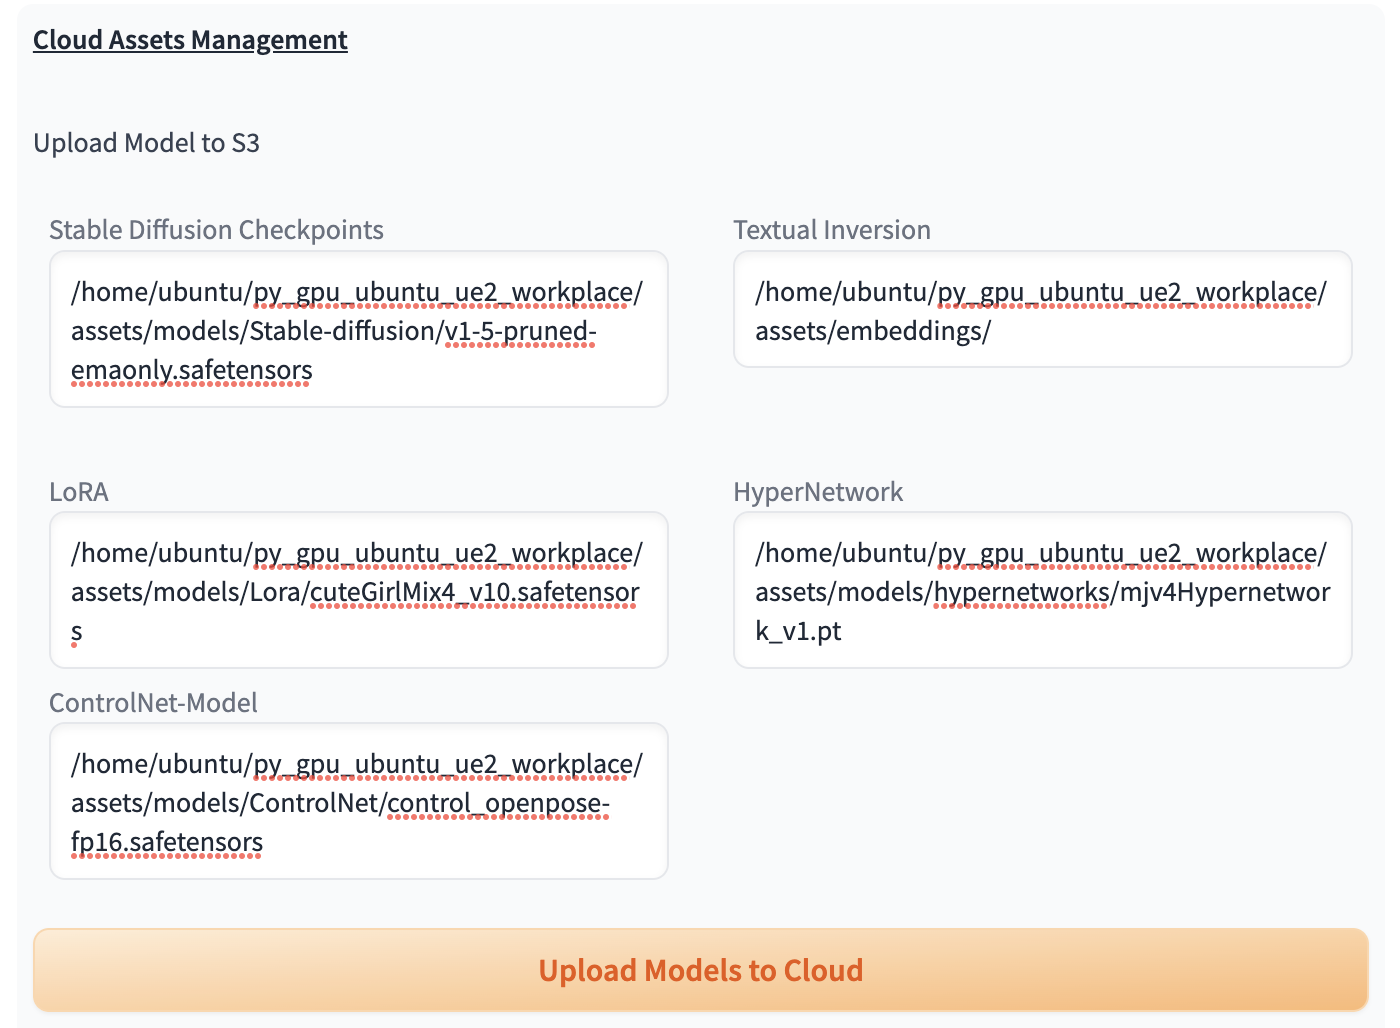 Cloud Assets Management
Upload Model to S3
Stable Diffusion Checkpoints
/home/ubuntu/py_gpu_ubuntu_ue2_workplace/
assets/models/Stable-diffusion/v1-5-pruned-
emaonly.safetensors
Textual Inversion
/home/ubuntu/py_gpu_ubuntu_ue2_workplace/
assets/embeddings/
LoRA
/home/ubuntu/py_gpu_ubuntu_ue2_workplace/
assets/models/Lora/cuteGirlMix4_v10.safetensor
s
HyperNetwork
/home/ubuntu/py_gpu_ubuntu_ue2_workplace/
assets/models/hypernetworks/mjv4Hypernetwor
k_v1.pt
ControlNet-Model
/home/ubuntu/py_gpu_ubuntu_ue2_workplace/
assets/models/ControlNet/control_openpose-
fp16.safetensors
Upload Models to Cloud